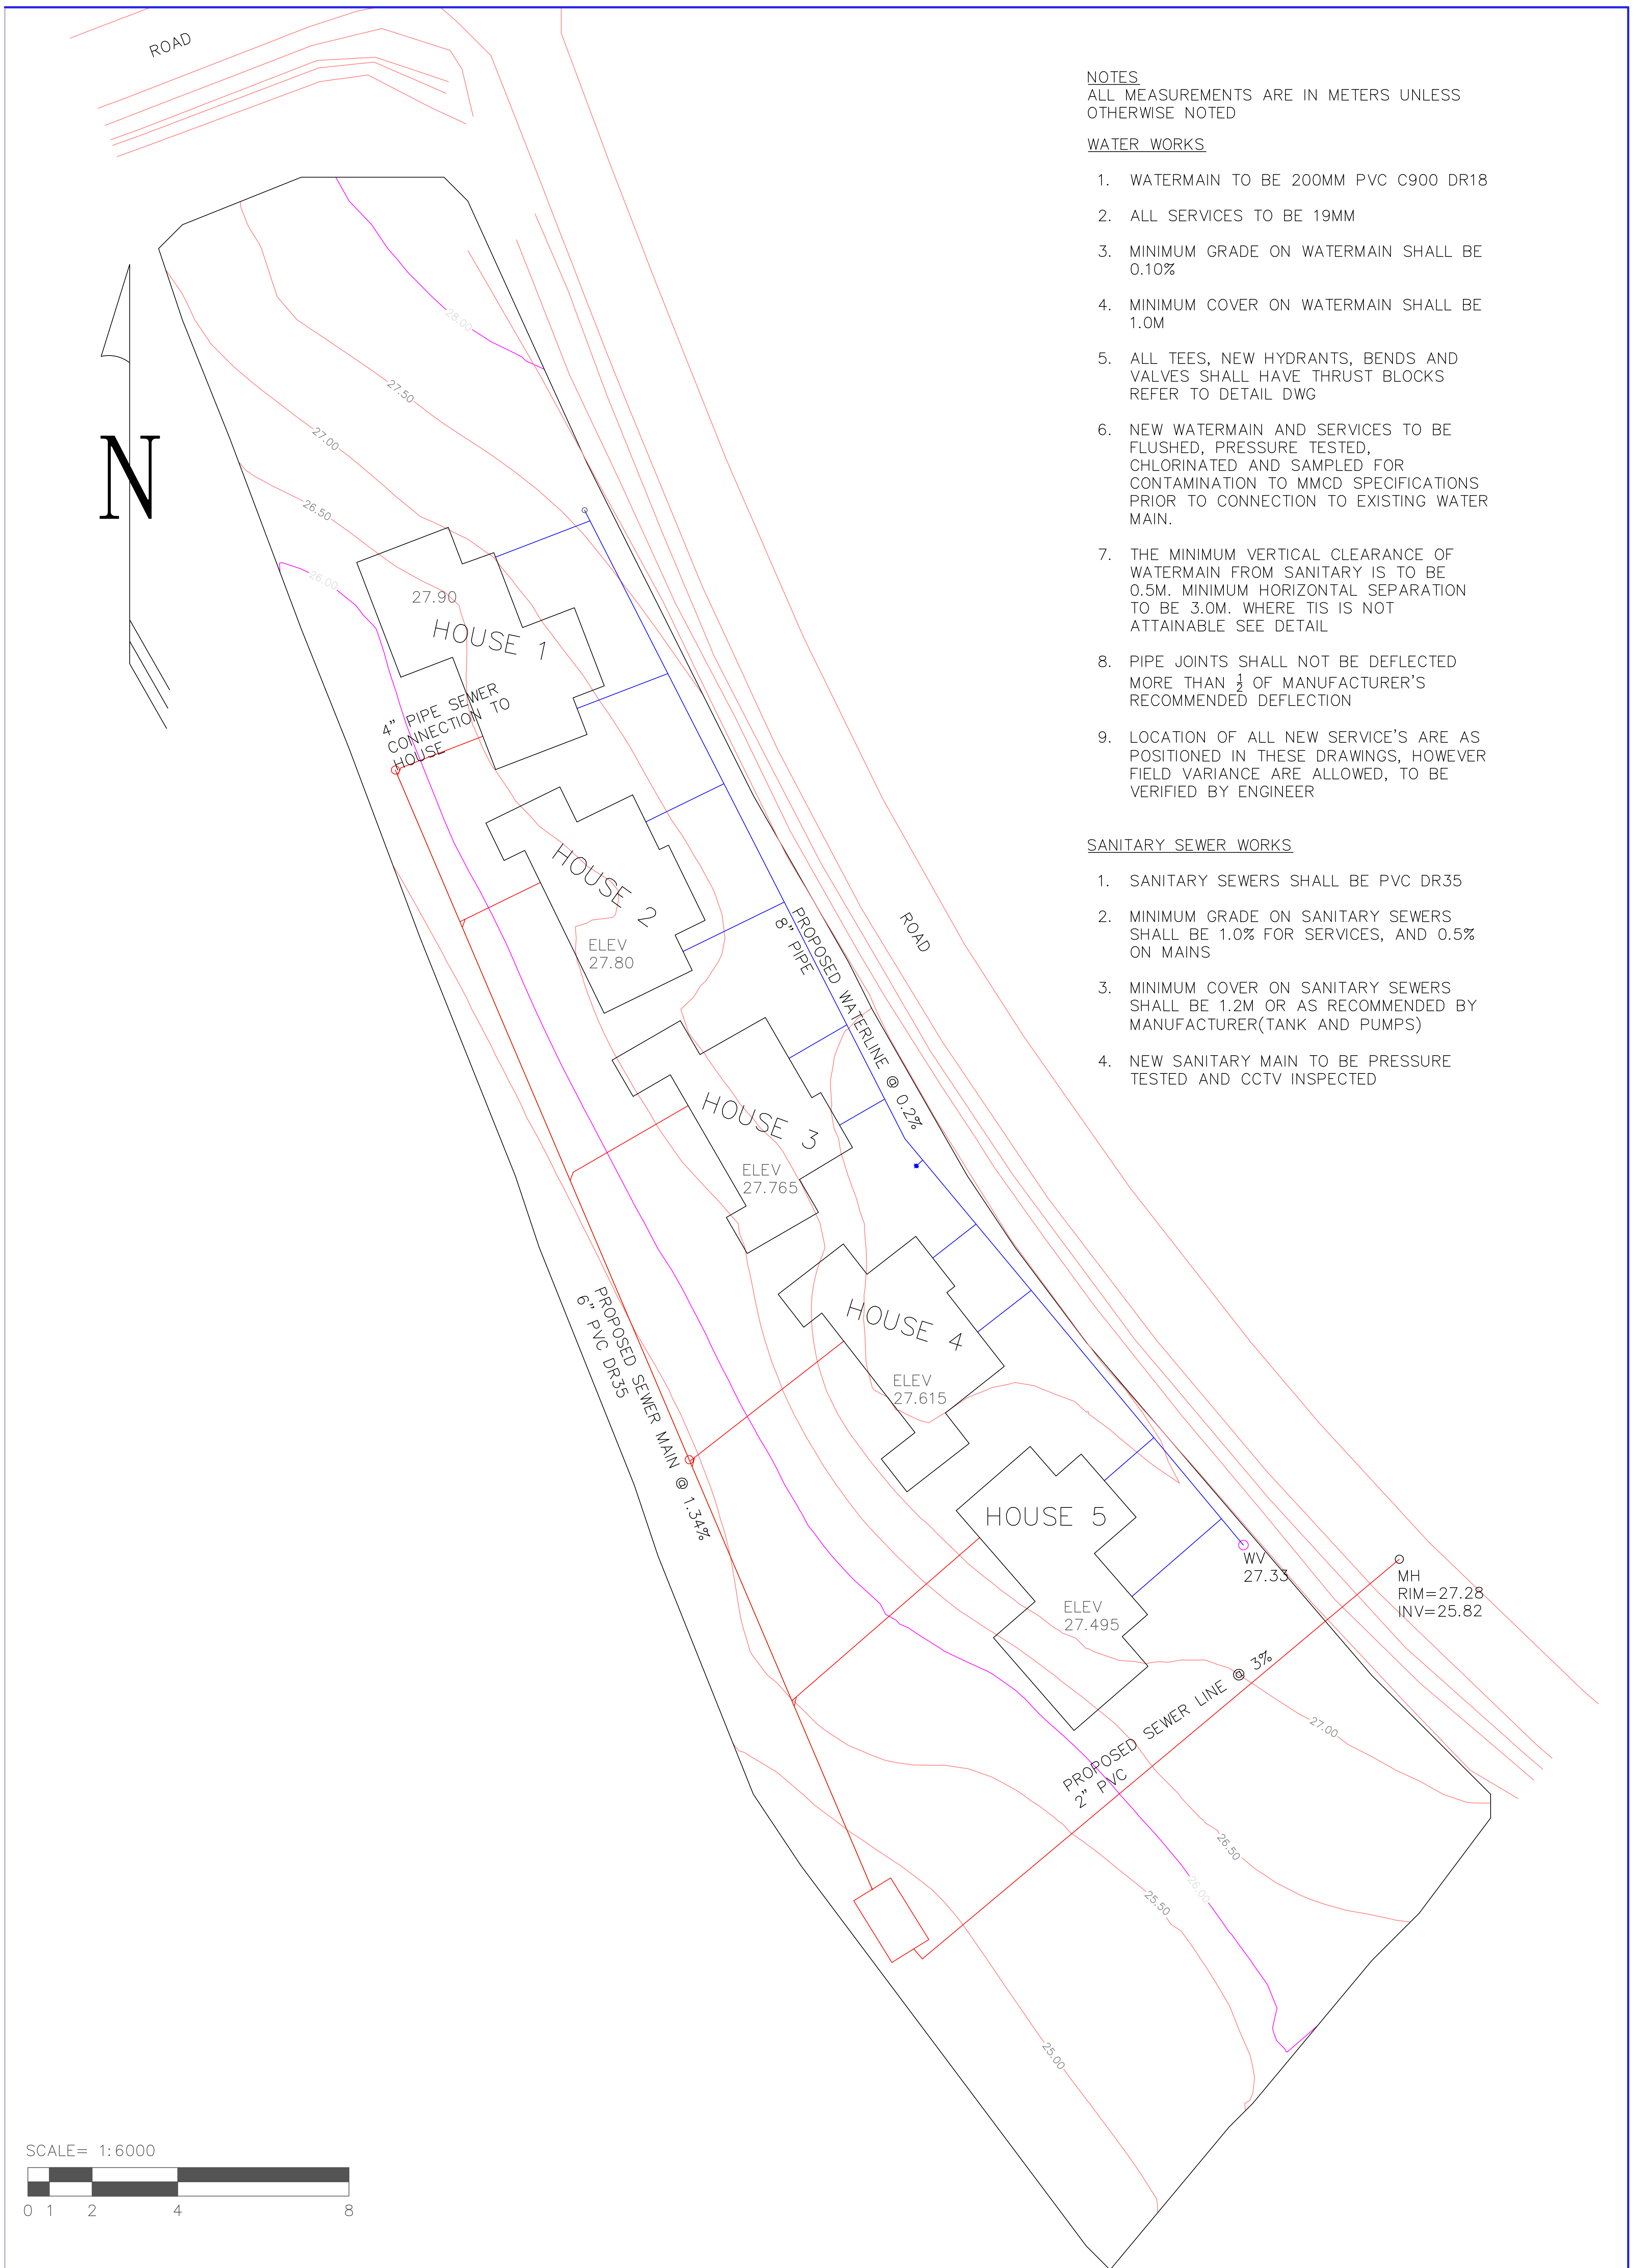 ROAD
NOTES
ALL MEASUREMENTS ARE IN METERS UNLESS
OTHERWISE NOTED
WATER WORKS
1. WATERMAIN TO BE 200MM PVC C900 DR18
2. ALL SERVICES TO BE 19MM
3. MINIMUM GRADE ON WATERMAIN SHALL BE
0.10%
4. MINIMUM COVER ON WATERMAIN SHALL BE
1.0M
5. ALL TEES, NEW HYDRANTS, BENDS AND
VALVES SHALL HAVE THRUST BLOCKS
REFER TO DETAIL DWG
6. NEW WATERMAIN AND SERVICES TO BE
FLUSHED, PRESSURE TESTED,
CHLORINATED AND SAMPLED FOR
CONTAMINATION TO MMCD SPECIFICATIONS
PRIOR TO CONNECTION TO EXISTING WATER
MAIN.
7. THE MINIMUM VERTICAL CLEARANCE OF
WATERMAIN FROM SANITARY IS TO BE
0.5M. MINIMUM HORIZONTAL SEPARATION
TO BE 3.0M. WHERE TIS IS NOT
ATTAINABLE SEE DETAIL
8. PIPE JOINTS SHALL NOT BE DEFLECTED
MORE THAN 1/2 OF MANUFACTURER'S
RECOMMENDED DEFLECTION
9. LOCATION OF ALL NEW SERVICE'S ARE AS
POSITIONED IN THESE DRAWINGS, HOWEVER
FIELD VARIANCE ARE ALLOWED, TO BE
VERIFIED BY ENGINEER
SANITARY SEWER WORKS
1. SANITARY SEWERS SHALL BE PVC DR35
2. MINIMUM GRADE ON SANITARY SEWERS
SHALL BE 1.0% FOR SERVICES, AND 0.5%
ON MAINS
3. MINIMUM COVER ON SANITARY SEWERS
SHALL BE 1.2M OR AS RECOMMENDED BY
MANUFACTURER(TANK AND PUMPS)
4. NEW SANITARY MAIN TO BE PRESSURE
TESTED AND CCTV INSPECTED
28.00
27.50
27.00
26.50
26.00
N
27.90
HOUSE 1
4" PIPE SEWER
CONNECTION TO
HOUSE
HOUSE 2
ELEV
27.80
PROPOSED WATERLINE @ 0.2%
8" PIPE
ROAD
HOUSE 3
ELEV
27.765
PROPOSED SEWER MAIN @ 1.34%
6" PVC DR35
HOUSE 4
ELEV
27.615
HOUSE 5
ELEV
27.495
WV
27.33
MH
RIM=27.28
INV=25.82
PROPOSED SEWER LINE @ 3%
2" PVC
27.00
26.50
26.00
25.50
25.00
SCALE= 1:6000
0 1 2 4 8